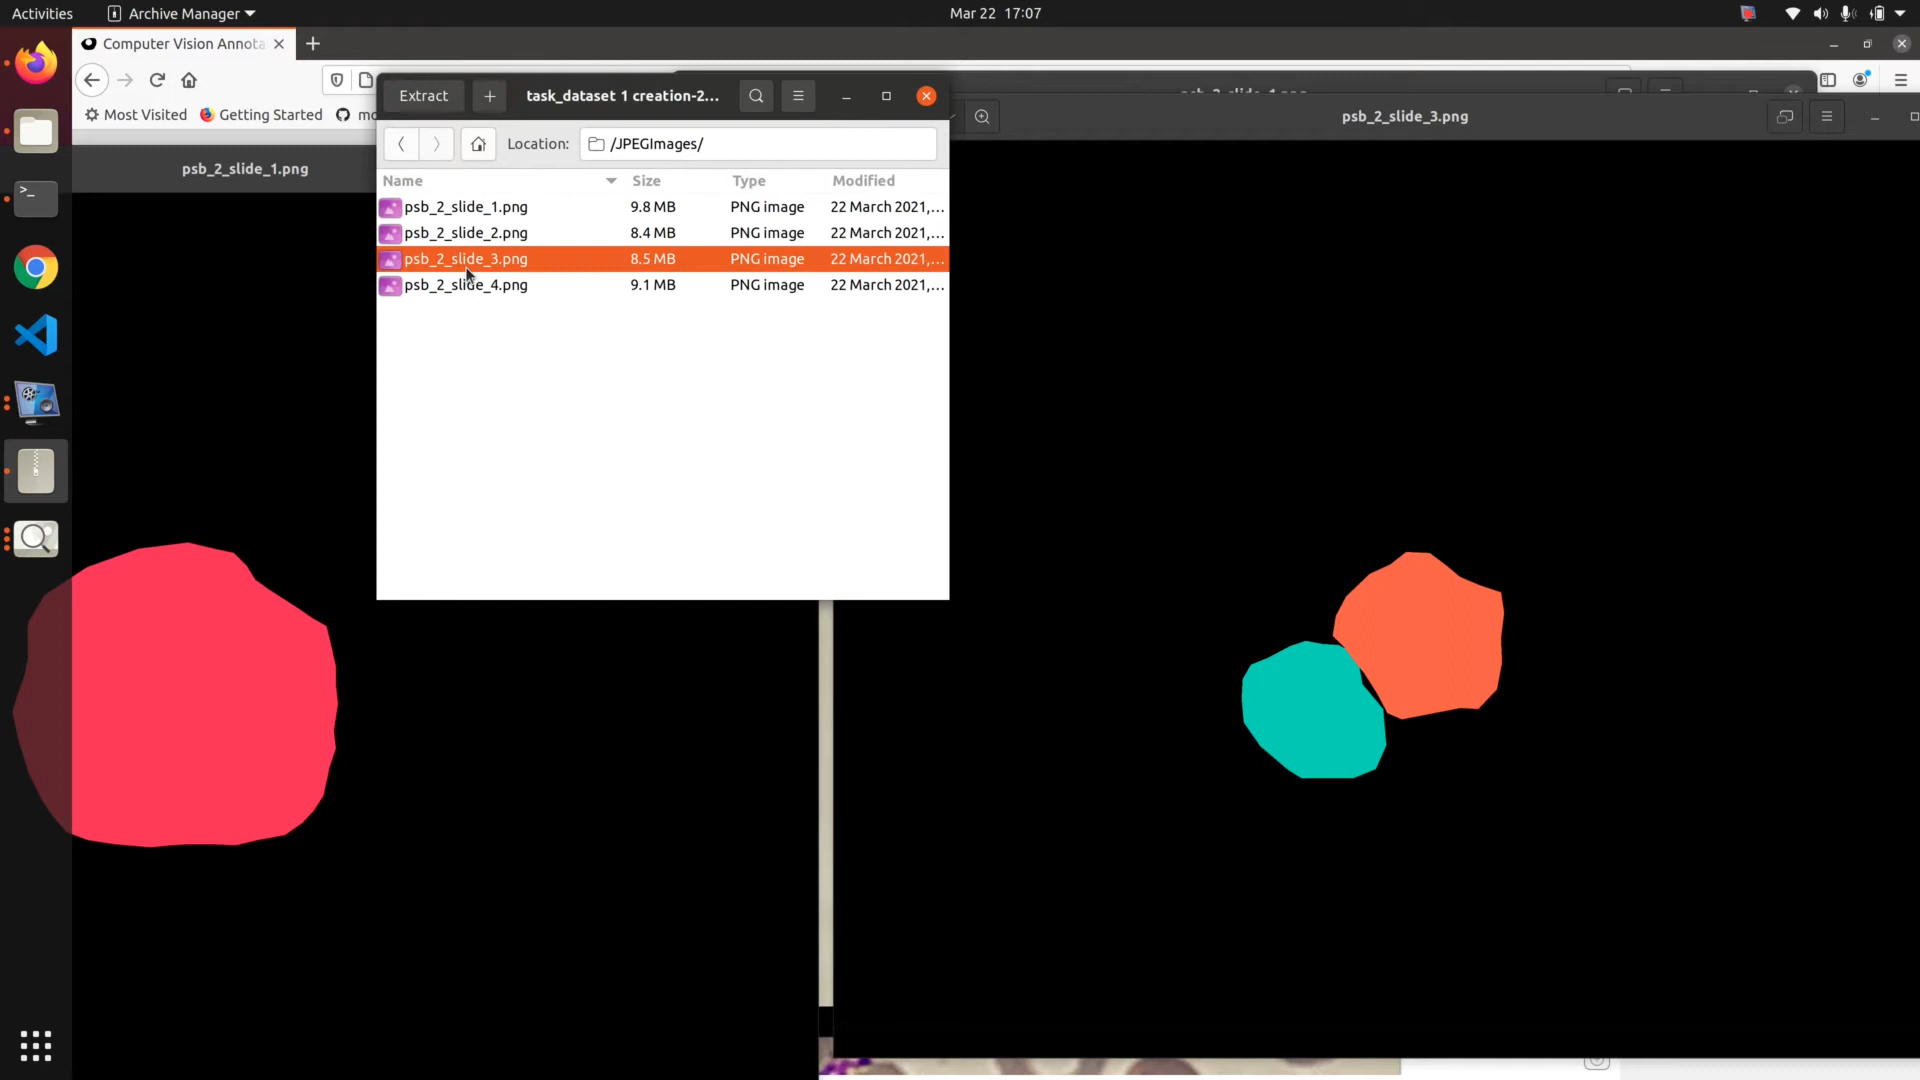 Activities Archive Manager Mar 22 17:07
Computer Vision Annota
Most Visited Getting Started
psb_2_slide_1.png
Extract task_dataset 1 creation-2...
Location: /JPEGImages/
Name Size Type Modified
psb_2_slide_1.png 9.8 MB PNG image 22 March 2021,...
psb_2_slide_2.png 8.4 MB PNG image 22 March 2021,...
psb_2_slide_3.png 8.5 MB PNG image 22 March 2021,...
psb_2_slide_4.png 9.1 MB PNG image 22 March 2021,...
psb_2_slide_3.png